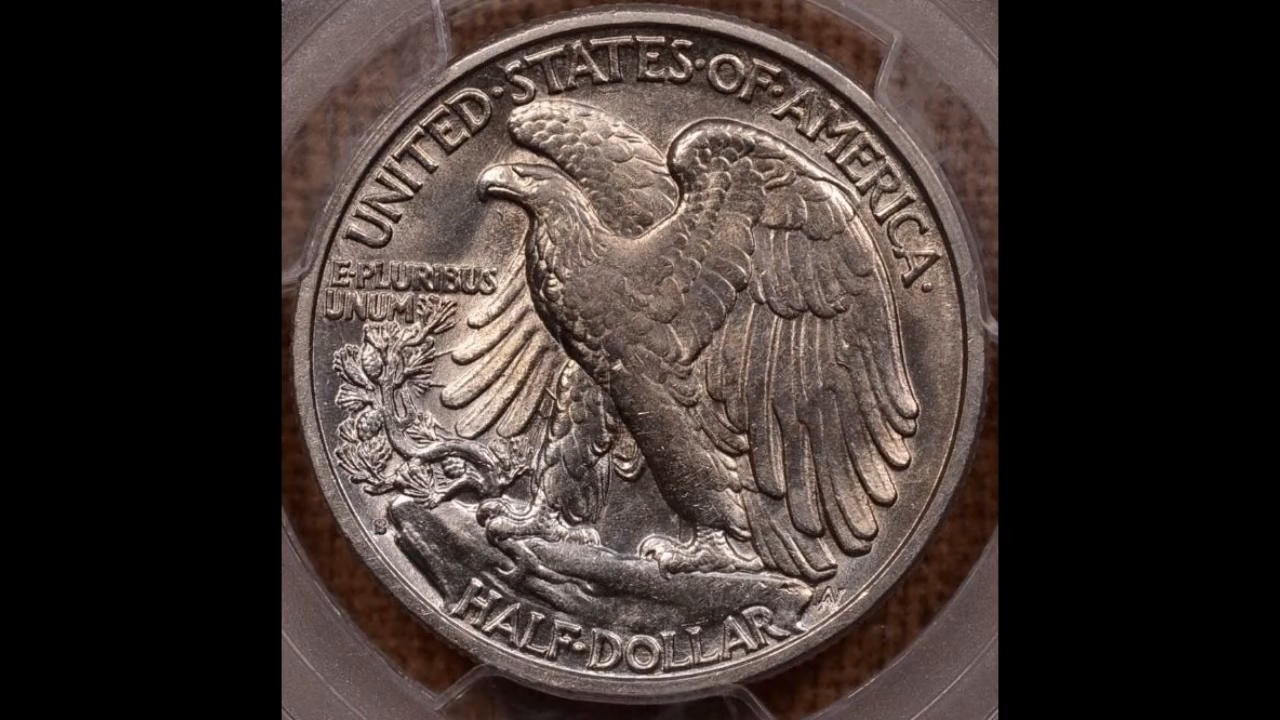 UNITED·STATES·OF·AMERICA·
E·PLURIBUS
UNUM
S
HALF·DOLLAR